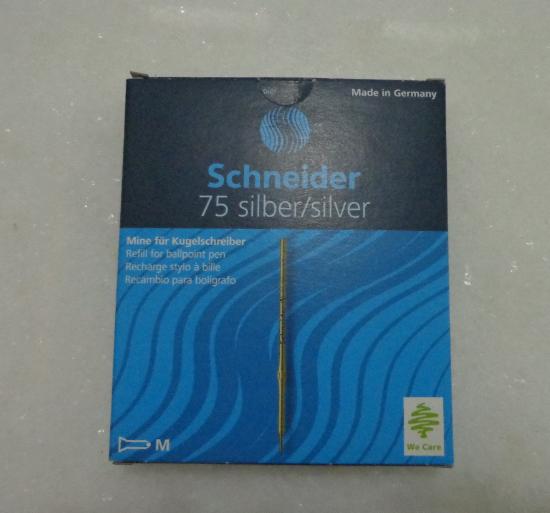 Made in Germany
Schneider
75 silber/silver
Mine für Kugelschreiber
Refill for ballpoint pen
Recharge stylo à bille
Recambio para bolígrafo
M
We Care